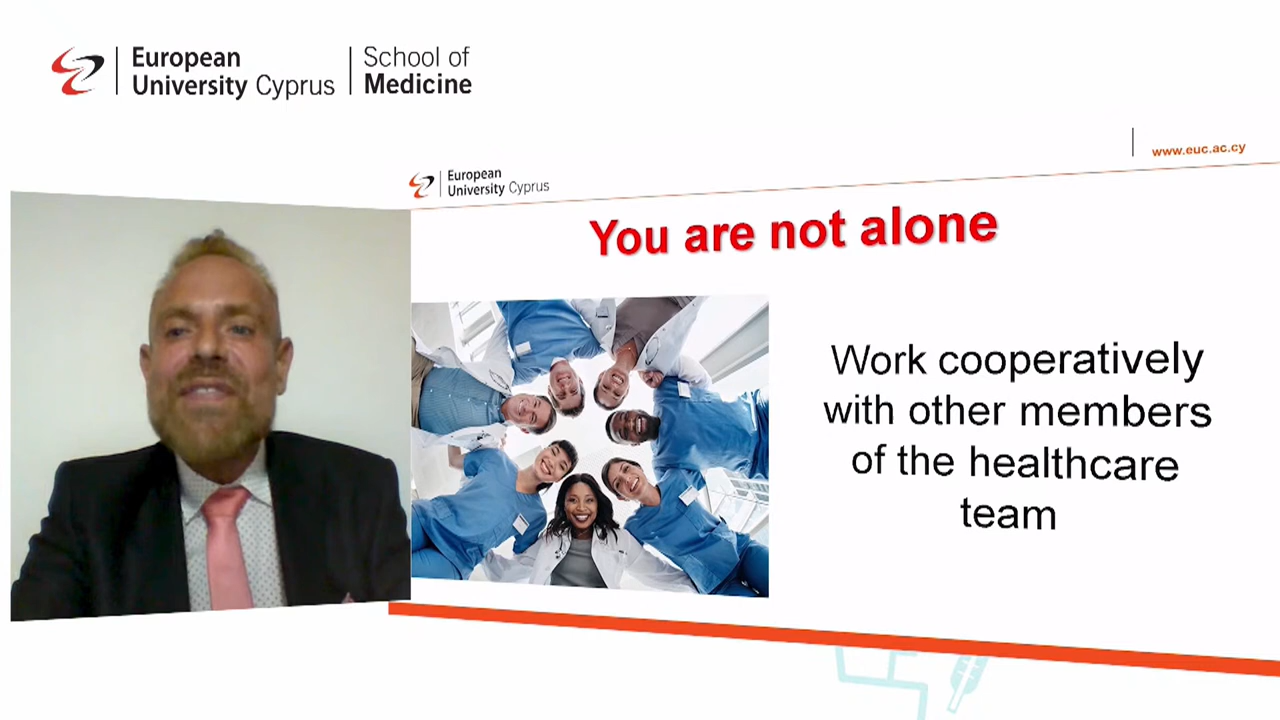 European
University Cyprus
School of
Medicine
www.euc.ac.cy
European
University Cyprus
You are not alone
Work cooperatively
with other members
of the healthcare
team